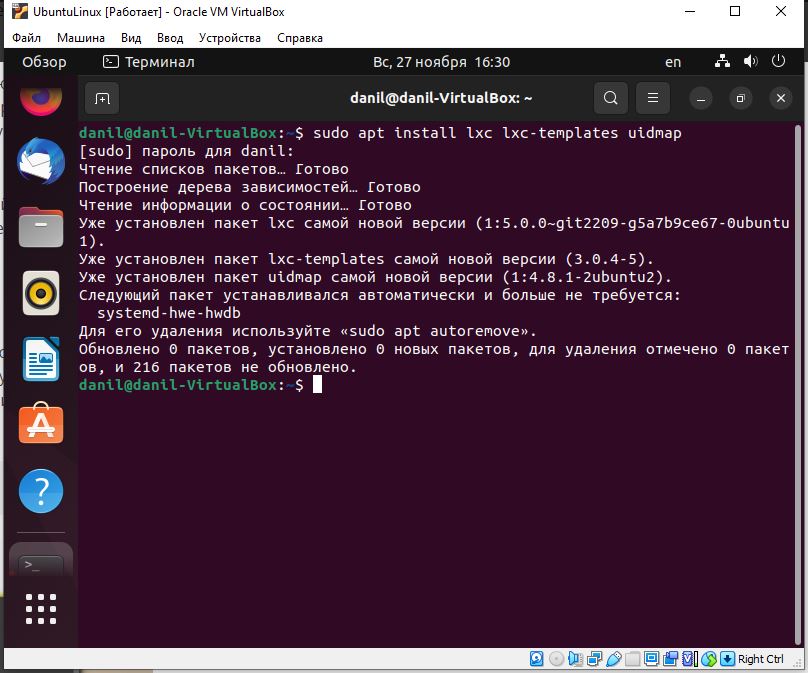 UbuntuLinux [Работает] - Oracle VM VirtualBox
Файл Машина Вид Ввод Устройства Справка
Обзор Терминал Вс, 27 ноября 16:30 en
danil@danil-VirtualBox: ~
danil@danil-VirtualBox:~$ sudo apt install lxc lxc-templates uidmap
[sudo] пароль для danil:
Чтение списков пакетов… Готово
Построение дерева зависимостей… Готово
Чтение информации о состоянии… Готово
Уже установлен пакет lxc самой новой версии (1:5.0.0~git2209-g5a7b9ce67-0ubuntu
1).
Уже установлен пакет lxc-templates самой новой версии (3.0.4-5).
Уже установлен пакет uidmap самой новой версии (1:4.8.1-2ubuntu2).
Следующий пакет устанавливался автоматически и больше не требуется:
systemd-hwe-hwdb
Для его удаления используйте «sudo apt autoremove».
Обновлено 0 пакетов, установлено 0 новых пакетов, для удаления отмечено 0 пакет
ов, и 216 пакетов не обновлено.
danil@danil-VirtualBox:~$
Right Ctrl